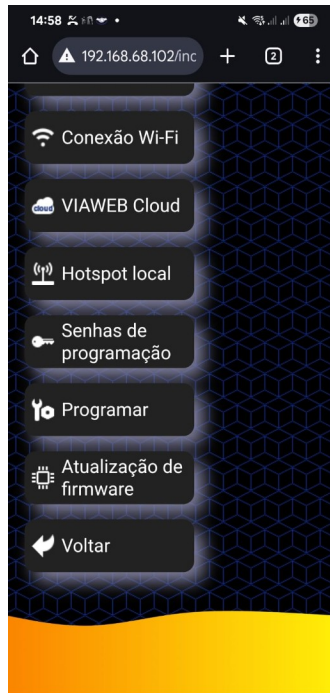 14:58
65
192.168.68.102/inc
2
Conexão Wi-Fi
cloud
VIAWEB Cloud
Hotspot local
Senhas de
programação
Programar
Atualização de
firmware
Voltar